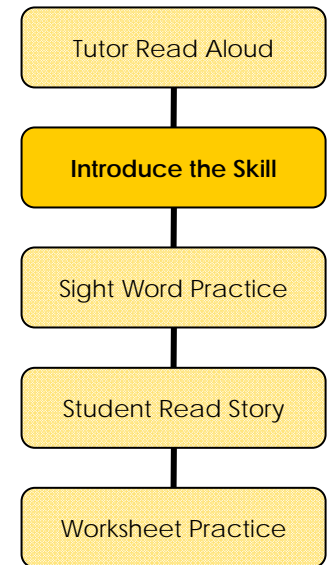 Tutor Read Aloud
Introduce the Skill
Sight Word Practice
Student Read Story
Worksheet Practice